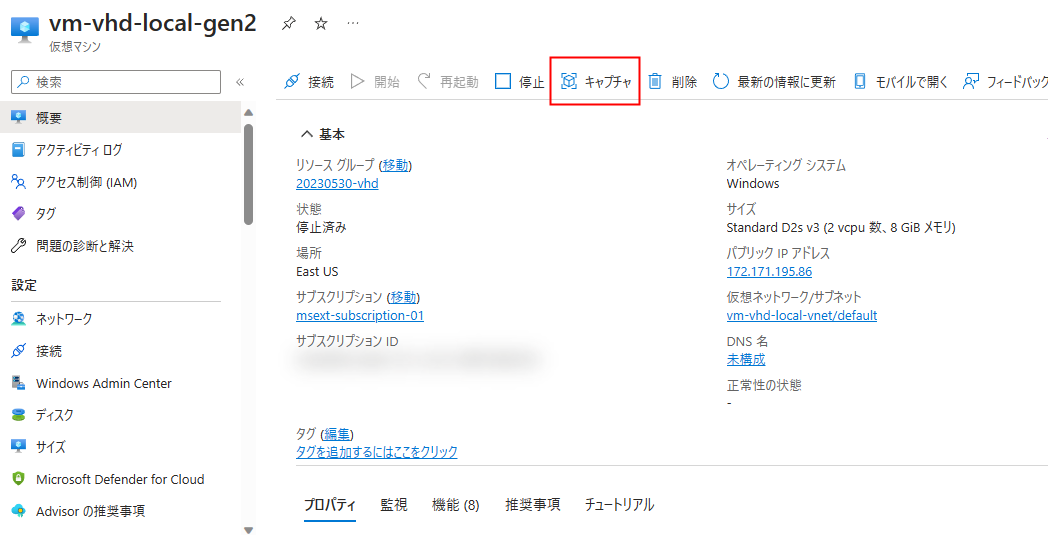 vm-vhd-local-gen2
仮想マシン
検索
接続 開始 再起動 停止 キャプチャ 削除 最新の情報に更新 モバイルで開く フィードバック
概要
アクティビティ ログ
アクセス制御 (IAM)
タグ
問題の診断と解決
設定
ネットワーク
接続
Windows Admin Center
ディスク
サイズ
Microsoft Defender for Cloud
Advisor の推奨事項
基本
リソース グループ (移動)
20230530-vhd
状態
停止済み
場所
East US
サブスクリプション (移動)
msext-subscription-01
サブスクリプション ID
オペレーティング システム
Windows
サイズ
Standard D2s v3 (2 vcpu 数、8 GiB メモリ)
パブリック IP アドレス
172.171.195.86
仮想ネットワーク/サブネット
vm-vhd-local-vnet/default
DNS 名
未構成
正常性の状態
-
タグ (編集)
タグを追加するにはここをクリック
プロパティ 監視 機能 (8) 推奨事項 チュートリアル